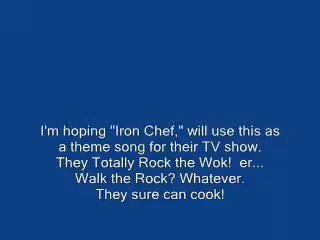 I'm hoping "Iron Chef," will use this as
a theme song for their TV show.
They Totally Rock the Wok!  er...
Walk the Rock? Whatever.
They sure can cook!